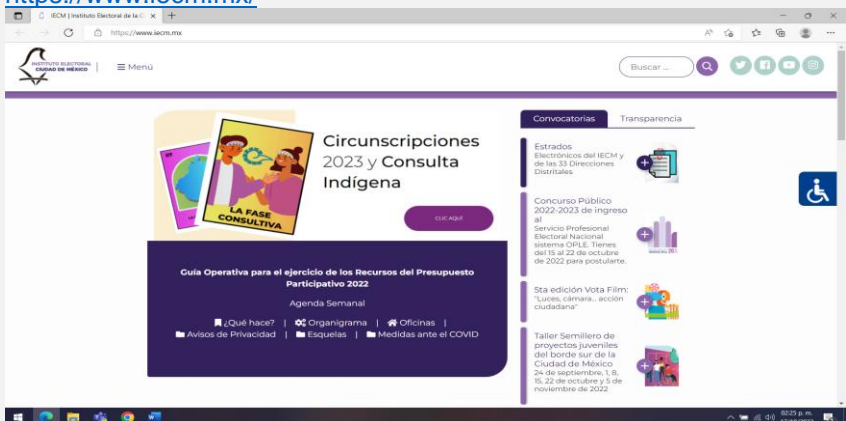 https://www.iecm.mx/
IECM | Instituto Electoral de la C
https://www.iecm.mx
INSTITUTO ELECTORAL
CIUDAD DE MÉXICO
Menú
Buscar ...
Circunscripciones
2023 y Consulta
Indígena
LA FASE
CONSULTIVA
CLIC AQUÍ
Guía Operativa para el ejercicio de los Recursos del Presupuesto
Participativo 2022
Agenda Semanal
¿Qué hace? | Organigrama | Oficinas |
Avisos de Privacidad | Esquelas | Medidas ante el COVID
Convocatorias Transparencia
Estrados
Electrónicos del IECM y
de las 33 Direcciones
Distritales
Concurso Público
2022-2023 de ingreso
al
Servicio Profesional
Electoral Nacional
sistema OPLE. Tienes
del 15 al 22 de octubre
de 2022 para postularte.
5ta edición Vota Film:
"Luces, cámara... acción
ciudadana"
Taller Semillero de
proyectos juveniles
del borde sur de la
Ciudad de México
24 de septiembre, 1, 8,
15, 22 de octubre y 5 de
noviembre de 2022
02:25 p. m.